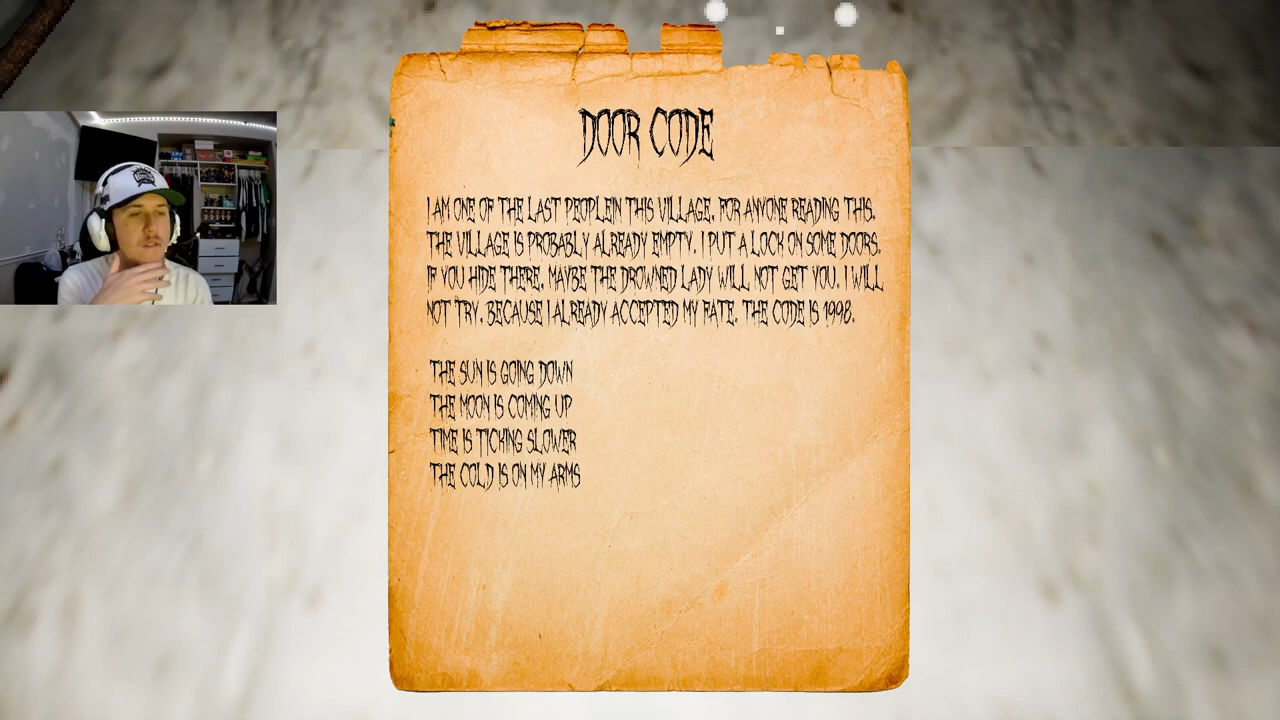 DOOR CODE
I AM ONE OF THE LAST PEOPLEIN THIS VILLAGE. FOR ANYONE READING THIS.
THE VILLAGE IS PROBABLY ALREADY EMPTY. I PUT A LOCK ON SOME DOORS.
IF YOU HIDE THERE, MAYBE THE DROWNED LADY WILL NOT GET YOU. I WILL
NOT TRY, BECAUSE I ALREADY ACCEPTED MY FATE. THE CODE IS 1998.
THE SUN IS GOING DOWN
THE MOON IS COMING UP
TIME IS TICKING SLOWER
THE COLD IS ON MY ARMS